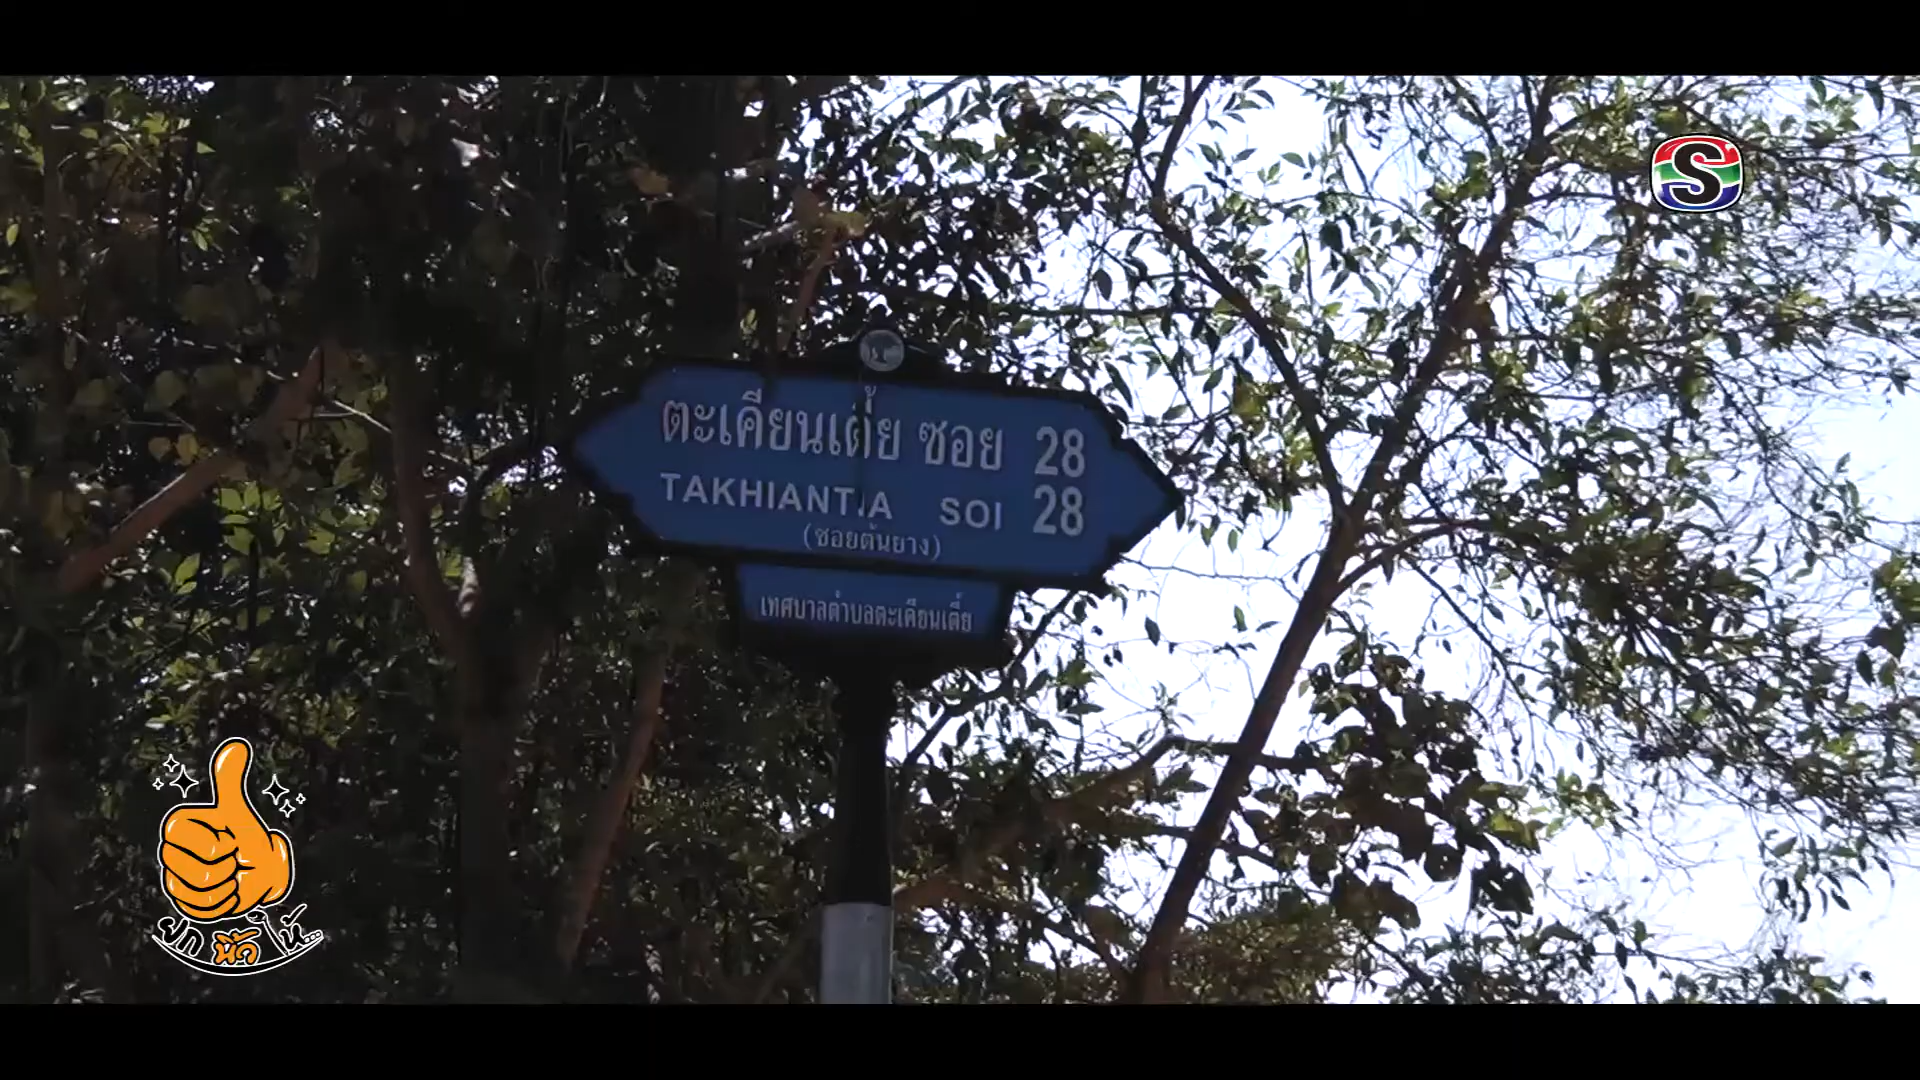 S
ตะเคียนเตี้ย ซอย 28
TAKHIANTIA SOI 28
(ซอยต้นยาง)
เทศบาลตำบลตะเคียนเตี้ย
ยกนิ้วให้...